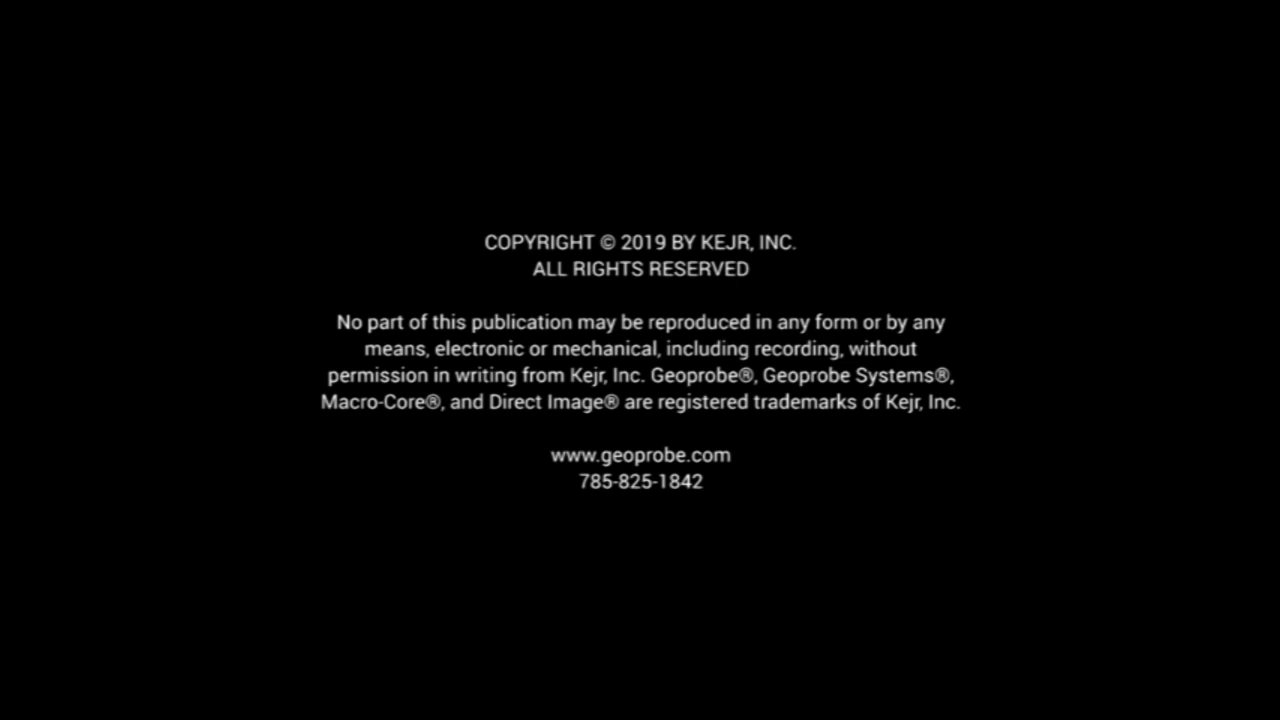 COPYRIGHT © 2019 BY KEJR, INC.
ALL RIGHTS RESERVED
No part of this publication may be reproduced in any form or by any
means, electronic or mechanical, including recording, without
permission in writing from Kejr, Inc. Geoprobe®, Geoprobe Systems®,
Macro-Core®, and Direct Image® are registered trademarks of Kejr, Inc.
www.geoprobe.com
785-825-1842